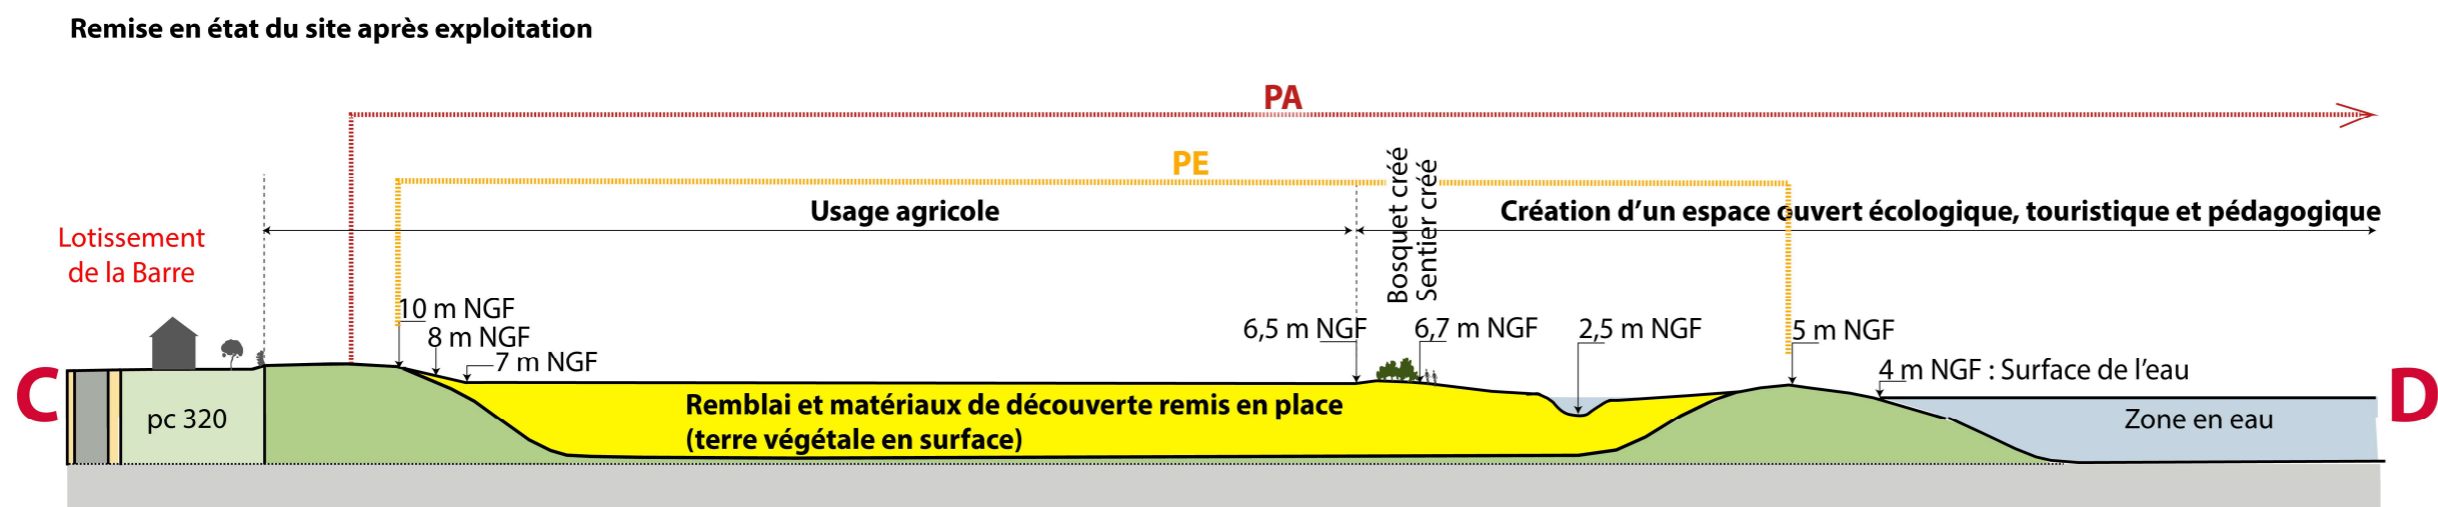 Remise en état du site après exploitation
PA
PE
Bosquet créé
Sentier créé
Usage agricole
Création d’un espace ouvert écologique, touristique et pédagogique
Lotissement
de la Barre
10 m NGF
8 m NGF
7 m NGF
6,5 m NGF
6,7 m NGF
2,5 m NGF
5 m NGF
4 m NGF : Surface de l’eau
C
D
pc 320
Remblai et matériaux de découverte remis en place
(terre végétale en surface)
Zone en eau